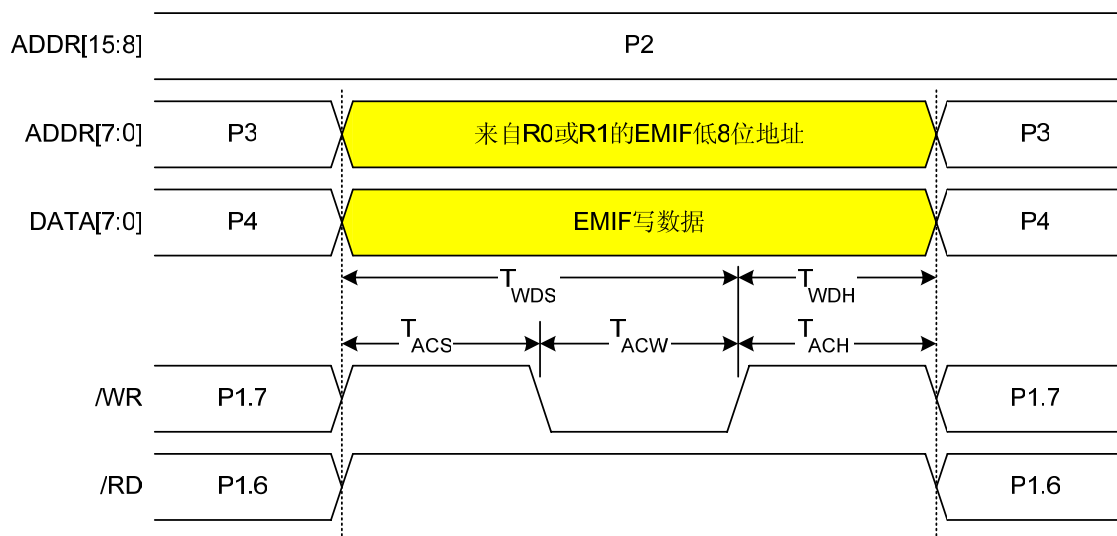 ADDR[15:8] P2
ADDR[7:0] P3 来自R0或R1的EMIF低8位地址 P3
DATA[7:0] P4 EMIF写数据 P4
TWDS TWDH
TACS TACW TACH
/WR P1.7 P1.7
/RD P1.6 P1.6